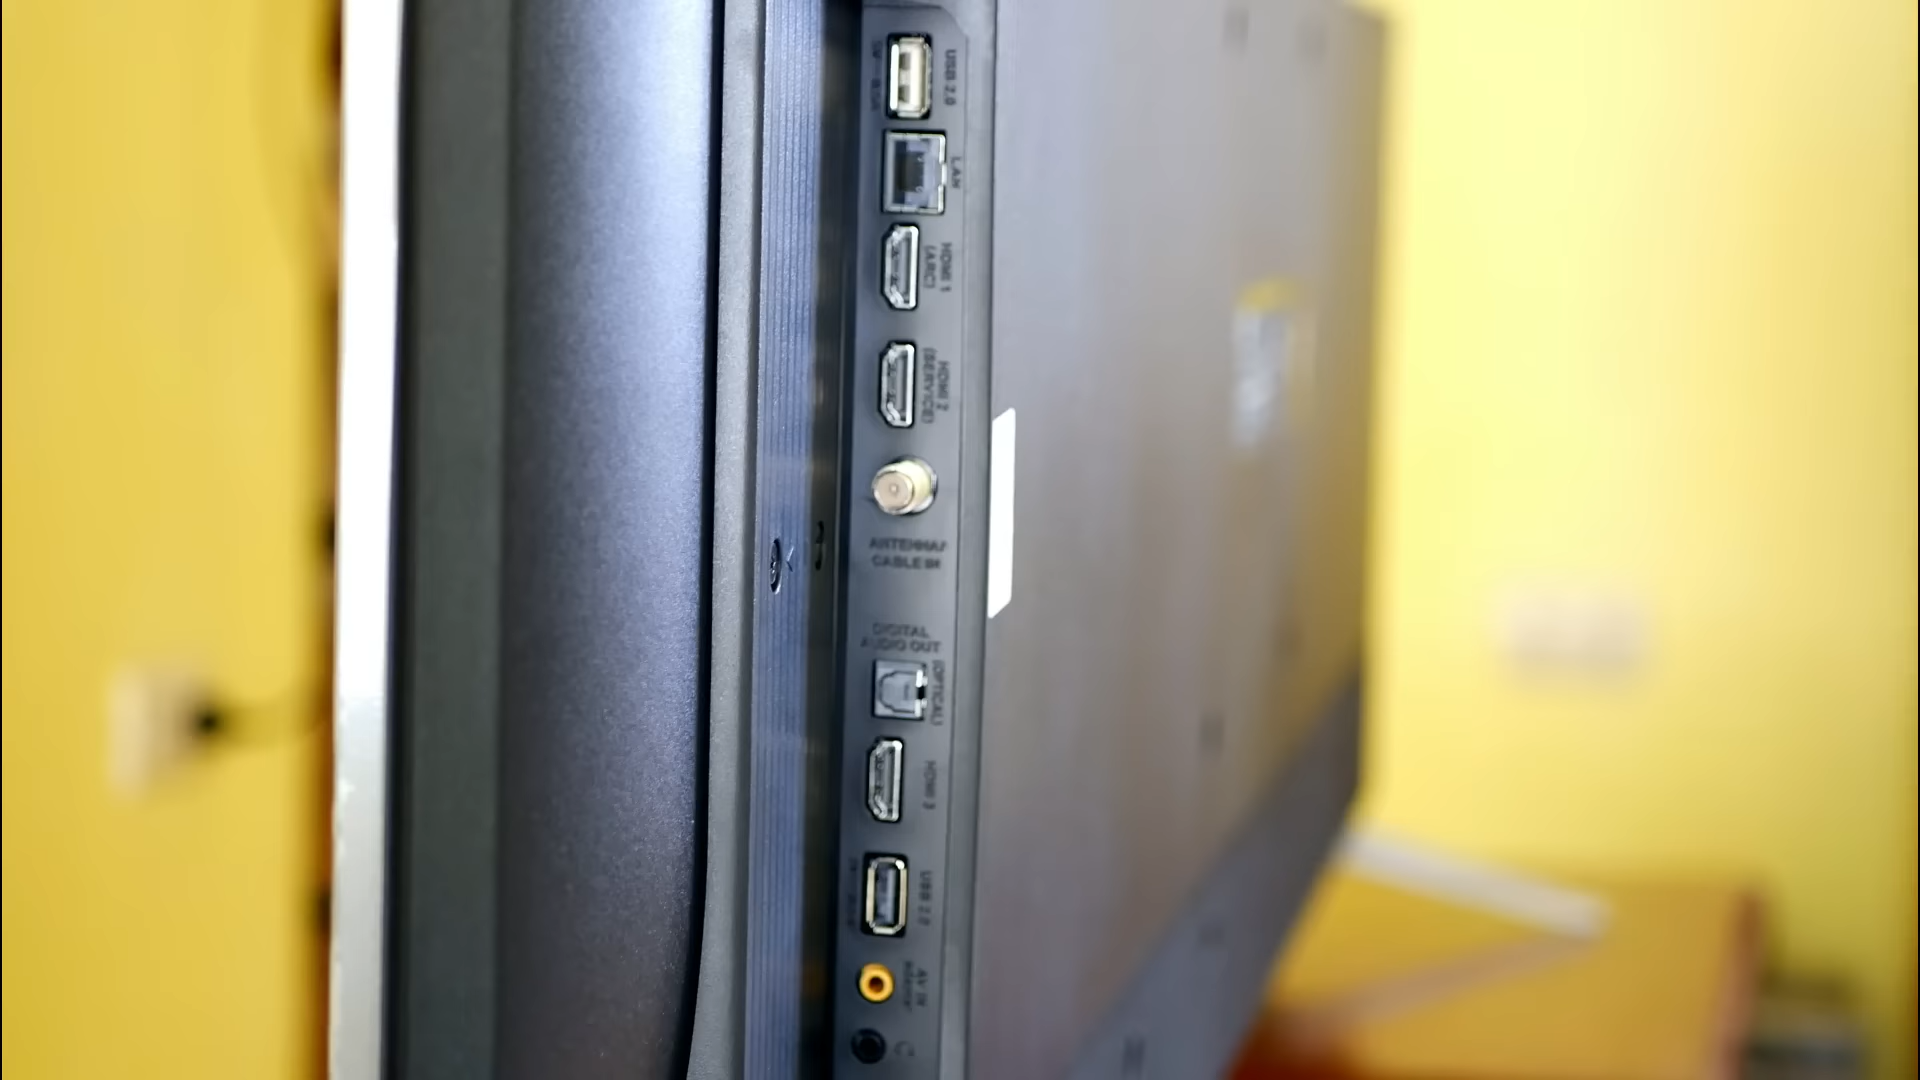 USB 2.0
LAN
HDMI 1
(ARC)
HDMI 2
(SERVICE)
ANTENNA/
CABLE IN
DIGITAL
AUDIO OUT
(OPTICAL)
HDMI 3
USB 2.0
AV IN